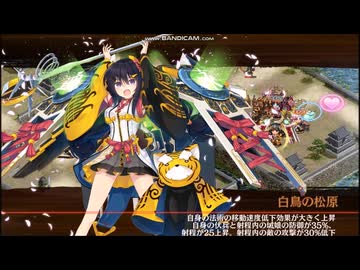 www.BANDICAM.com
白鳥の松原
自身の法術の移動速度低下効果が大きく上昇
自身の伏兵と射程内の城娘の防御が35%、
射程が25上昇、射程内の敵の攻撃が30%低下